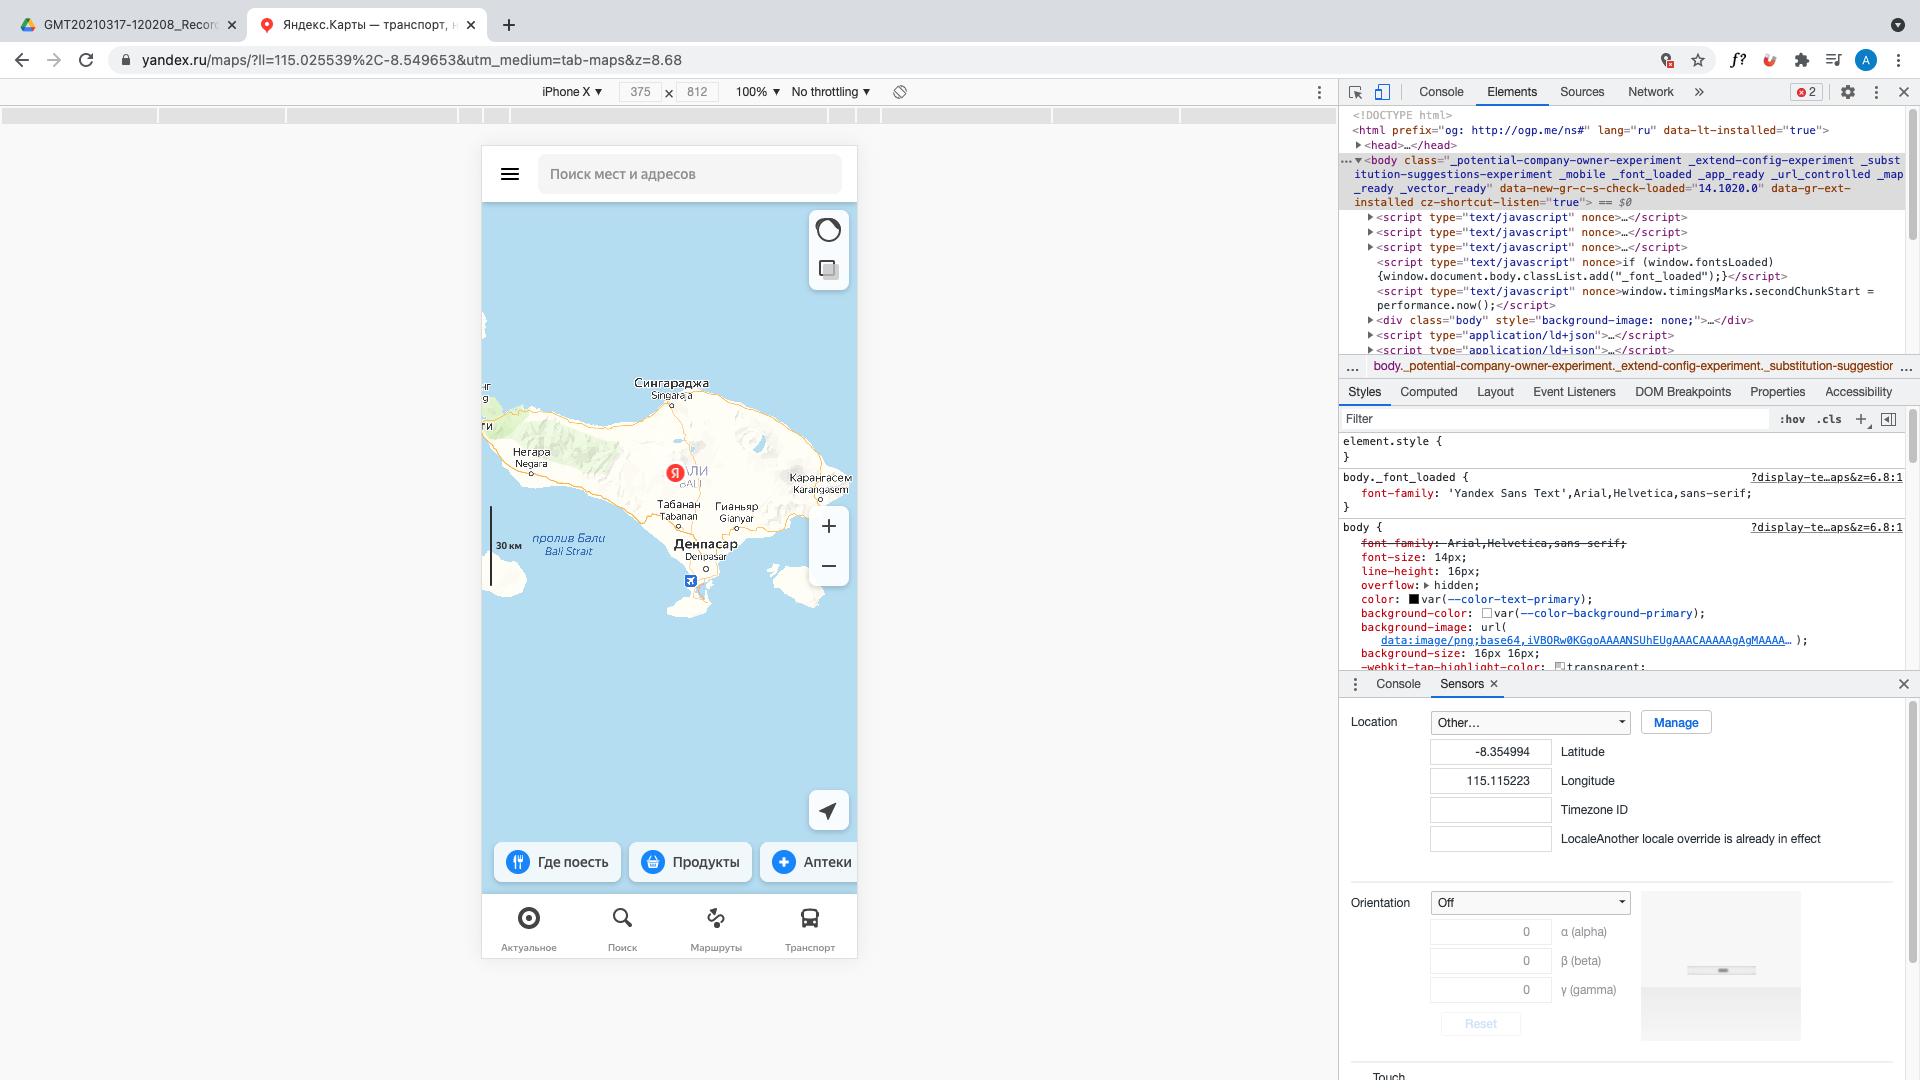 GMT20210317-120208_Recor
Яндекс.Карты — транспорт, н
yandex.ru/maps/?ll=115.025539%2C-8.549653&utm_medium=tab-maps&z=8.68
f?
A
iPhone X ▼ 375 × 812 100% ▼ No throttling ▼
Поиск мест и адресов
нг
g
ти
Сингараджа
Singaraja
Негара
Negara
Я
БАЛИ
BALI
Карангасем
Karangasem
Табанан
Tabanan
Гианьяр
Gianyar
Денпасар
Denpasar
30 км
пролив Бали
Bali Strait
Где поесть
Продукты
Аптеки
Актуальное
Поиск
Маршруты
Транспорт
Console Elements Sources Network » 2
<!DOCTYPE html>
<html prefix="og: http://ogp.me/ns#" lang="ru" data-lt-installed="true">
<head>…</head>
<body class="_potential-company-owner-experiment _extend-config-experiment _subst
itution-suggestions-experiment _mobile _font_loaded _app_ready _url_controlled _map
_ready _vector_ready" data-new-gr-c-s-check-loaded="14.1020.0" data-gr-ext-
installed cz-shortcut-listen="true"> == $0
<script type="text/javascript" nonce>…</script>
<script type="text/javascript" nonce>…</script>
<script type="text/javascript" nonce>…</script>
<script type="text/javascript" nonce>if (window.fontsLoaded)
{window.document.body.classList.add("_font_loaded");}</script>
<script type="text/javascript" nonce>window.timingsMarks.secondChunkStart =
performance.now();</script>
<div class="body" style="background-image: none;">…</div>
<script type="application/ld+json">…</script>
<script type="application/ld+json">…</script>
… body._potential-company-owner-experiment._extend-config-experiment._substitution-suggestior …
Styles Computed Layout Event Listeners DOM Breakpoints Properties Accessibility
Filter :hov .cls +
element.style {
}
body._font_loaded { ?display-te…aps&z=6.8:1
font-family: 'Yandex Sans Text',Arial,Helvetica,sans-serif;
}
body { ?display-te…aps&z=6.8:1
font-family: Arial,Helvetica,sans-serif;
font-size: 14px;
line-height: 16px;
overflow: hidden;
color: var(--color-text-primary);
background-color: var(--color-background-primary);
background-image: url(
data:image/png;base64,iVBORw0KGgoAAAANSUhEUgAAACAAAAAgAgMAAAA… );
background-size: 16px 16px;
-webkit-tap-highlight-color: transparent;
Console Sensors
Location Other… Manage
-8.354994 Latitude
115.115223 Longitude
Timezone ID
LocaleAnother locale override is already in effect
Orientation Off
0 α (alpha)
0 β (beta)
0 γ (gamma)
Reset
Touch